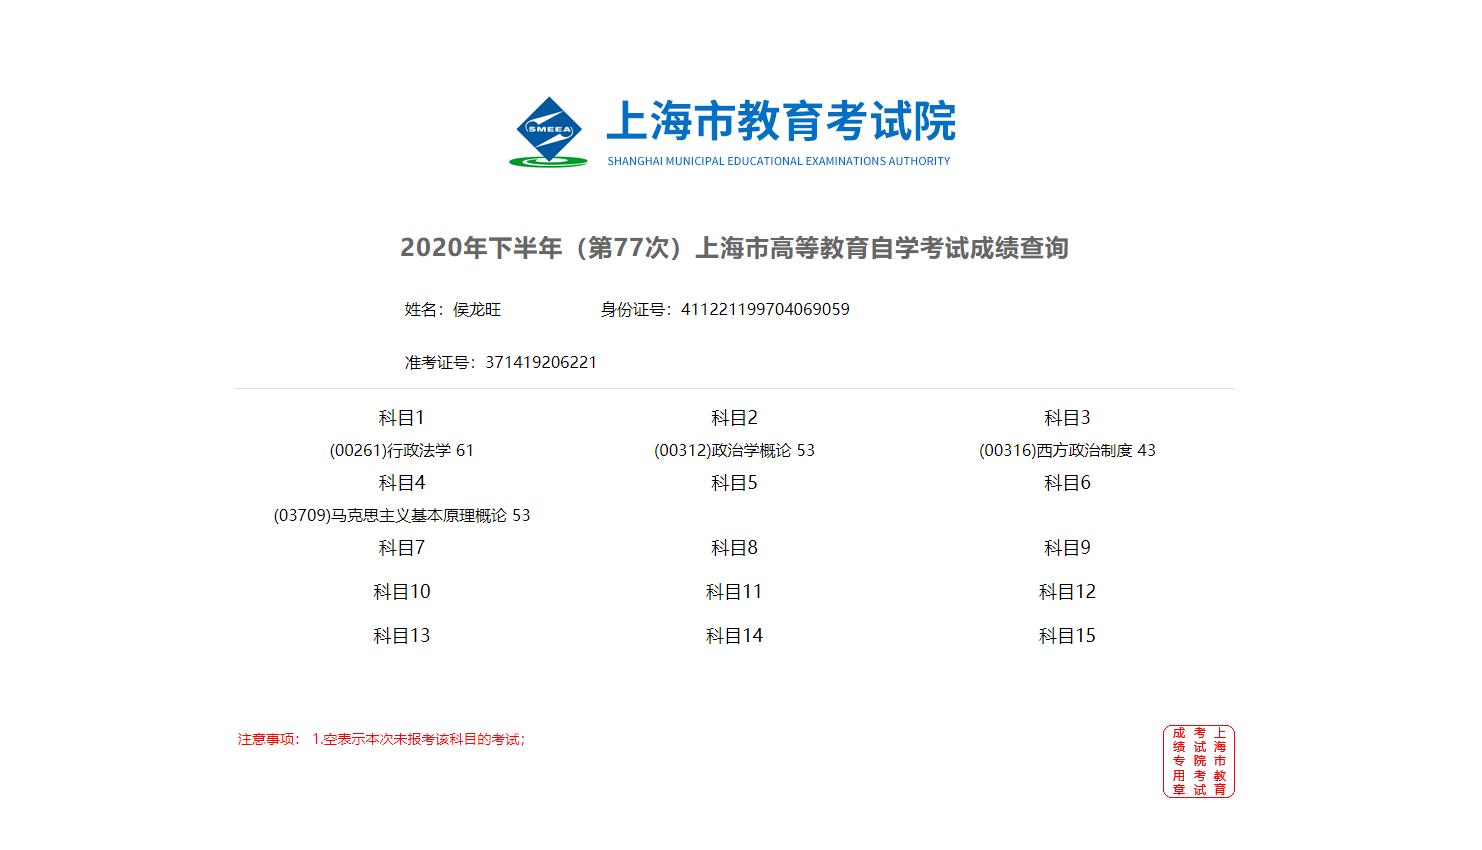 SMEEA
上海市教育考试院
SHANGHAI MUNICIPAL EDUCATIONAL EXAMINATIONS AUTHORITY
2020年下半年（第77次）上海市高等教育自学考试成绩查询
姓名：侯龙旺 身份证号：411221199704069059
准考证号：371419206221
科目1 科目2 科目3
(00261)行政法学 61 (00312)政治学概论 53 (00316)西方政治制度 43
科目4 科目5 科目6
(03709)马克思主义基本原理概论 53
科目7 科目8 科目9
科目10 科目11 科目12
科目13 科目14 科目15
注意事项： 1.空表示本次未报考该科目的考试；
上海市教育
考试院考试
成绩专用章